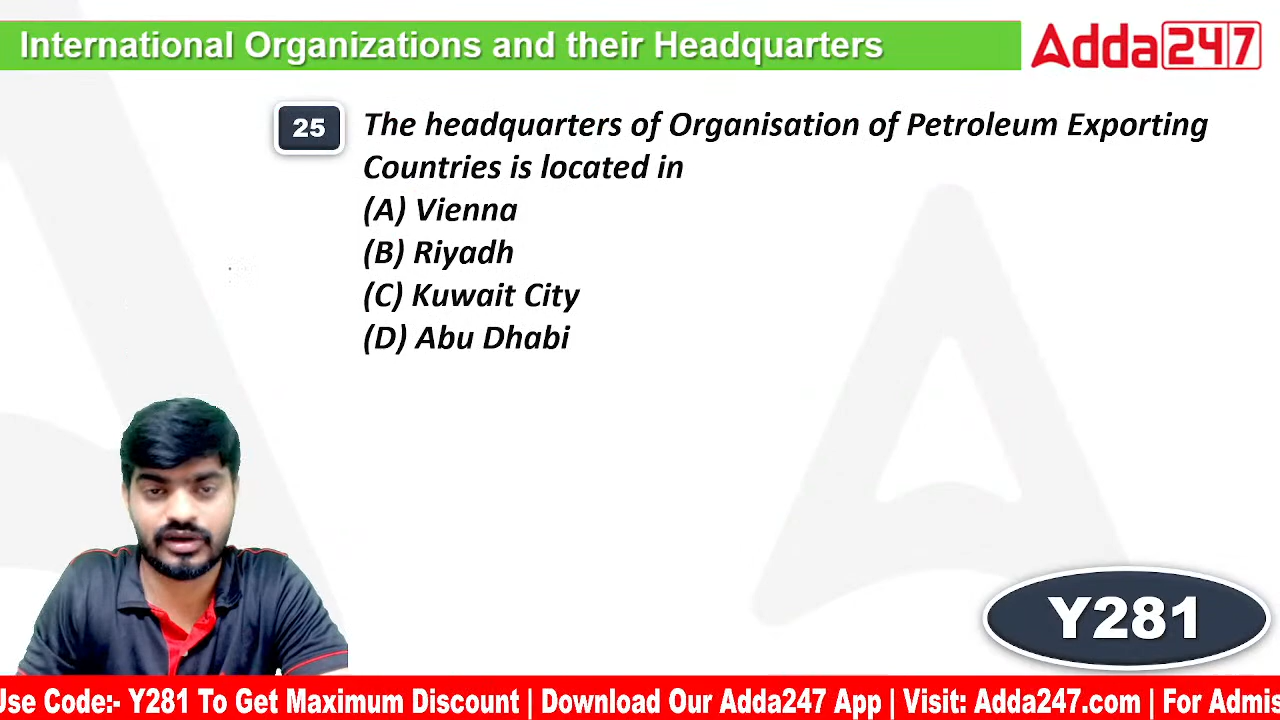 International Organizations and their Headquarters
Adda247
25
The headquarters of Organisation of Petroleum Exporting
Countries is located in
(A) Vienna
(B) Riyadh
(C) Kuwait City
(D) Abu Dhabi
Y281
Use Code:- Y281 To Get Maximum Discount | Download Our Adda247 App | Visit: Adda247.com | For Admis